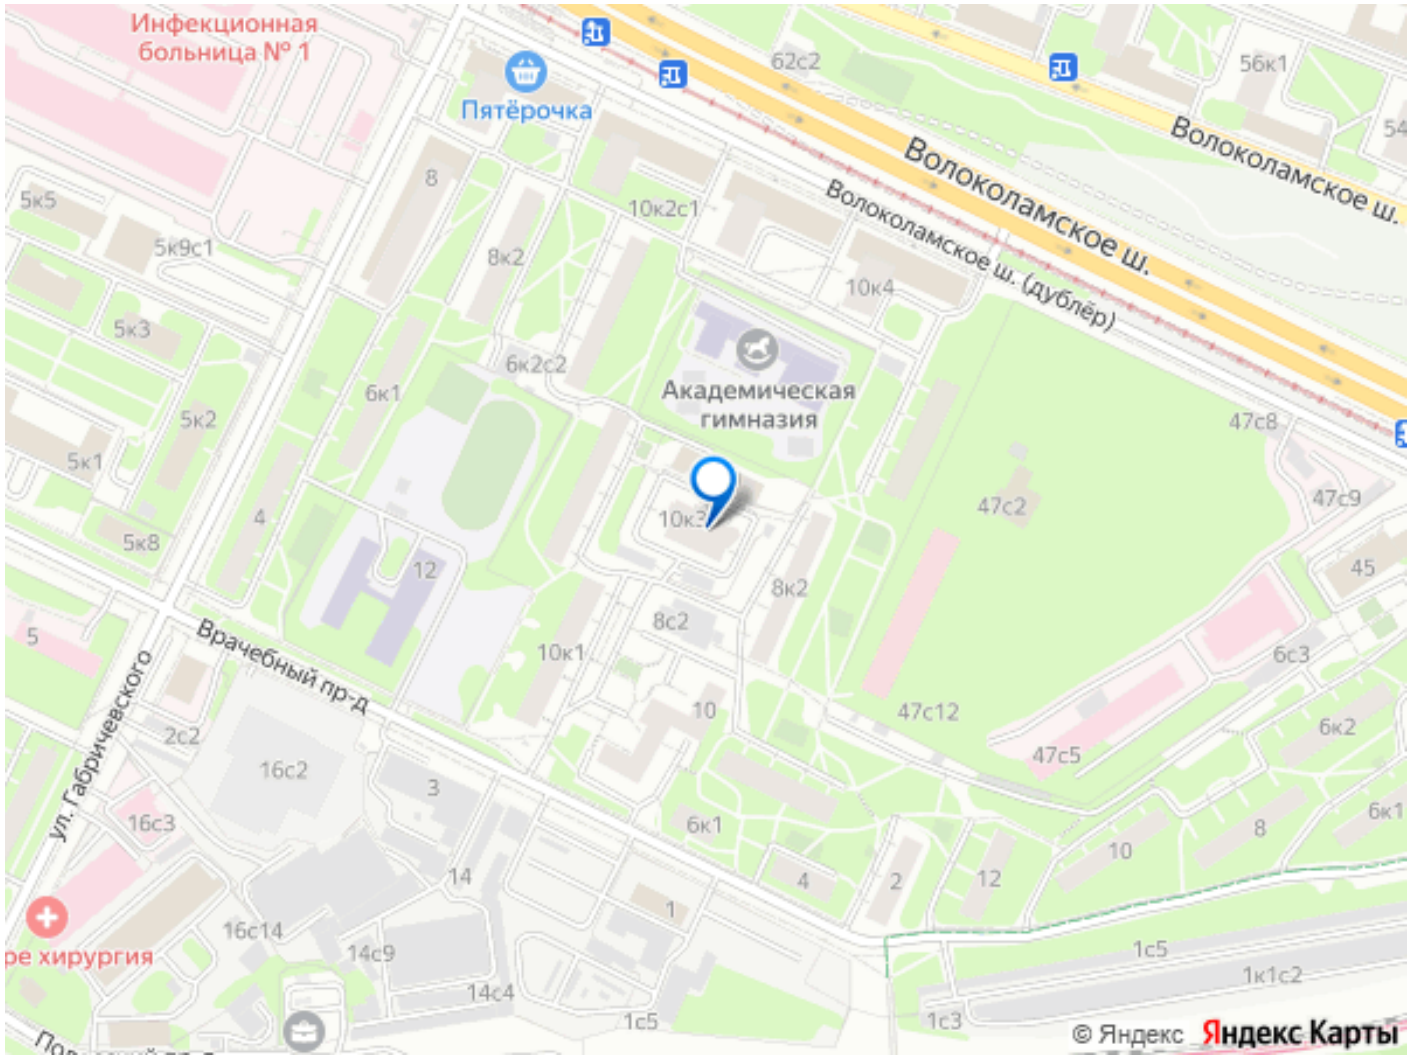 Инфекционная
больница № 1
Пятёрочка
62с2
56к1
54
Волоколамское ш.
Волоколамское ш.
Волоколамское ш. (дублёр)
5к5
5к9с1
8
8к2
10к2с1
10к4
5к3
6к2с2
6к1
Академическая
гимназия
5к2
5к1
47с8
47с9
47с2
10к3
4
5к8
12
45
8к2
8с2
5
Врачебный пр-д
10к1
6с3
ул. Габричевского
2с2
10
47с12
6к2
47с5
16с2
3
16с3
6к1
6к1
8
10
14
4
2
12
1
16с14
14с9
ре хирургия
1с5
1к1с2
14с4
1с5
1с3
© Яндекс Яндекс Карты